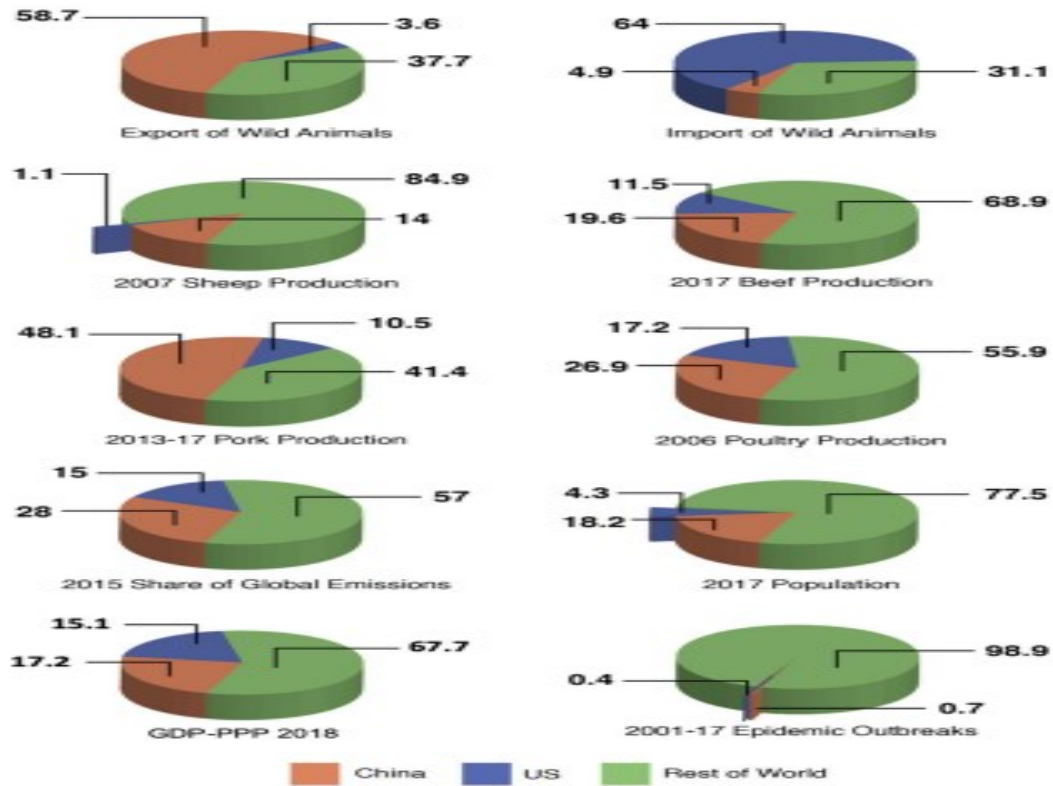 58.7
3.6
37.7
Export of Wild Animals
64
4.9
31.1
Import of Wild Animals
1.1
84.9
14
2007 Sheep Production
11.5
68.9
19.6
2017 Beef Production
48.1
10.5
41.4
2013-17 Pork Production
17.2
55.9
26.9
2006 Poultry Production
15
57
28
2015 Share of Global Emissions
4.3
77.5
18.2
2017 Population
15.1
67.7
17.2
GDP-PPP 2018
98.9
0.4
0.7
2001-17 Epidemic Outbreaks
China US Rest of World